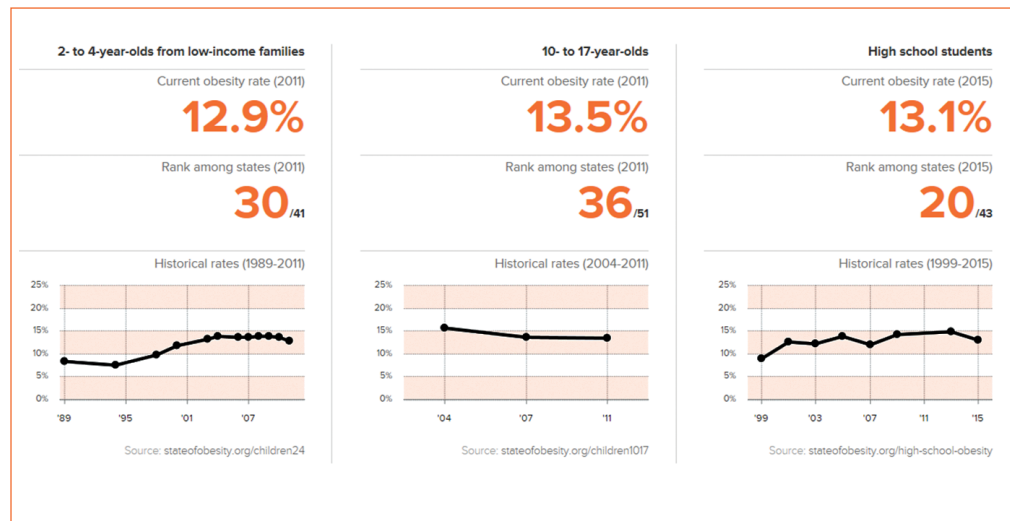 2- to 4-year-olds from low-income families
Current obesity rate (2011)
12.9%
Rank among states (2011)
30/41
Historical rates (1989-2011)
25%
20%
15%
10%
5%
0%
'89 '95 '01 '07
Source: stateofobesity.org/children24
10- to 17-year-olds
Current obesity rate (2011)
13.5%
Rank among states (2011)
36/51
Historical rates (2004-2011)
25%
20%
15%
10%
5%
0%
'04 '07 '11
Source: stateofobesity.org/children1017
High school students
Current obesity rate (2015)
13.1%
Rank among states (2015)
20/43
Historical rates (1999-2015)
25%
20%
15%
10%
5%
0%
'99 '03 '07 '11 '15
Source: stateofobesity.org/high-school-obesity